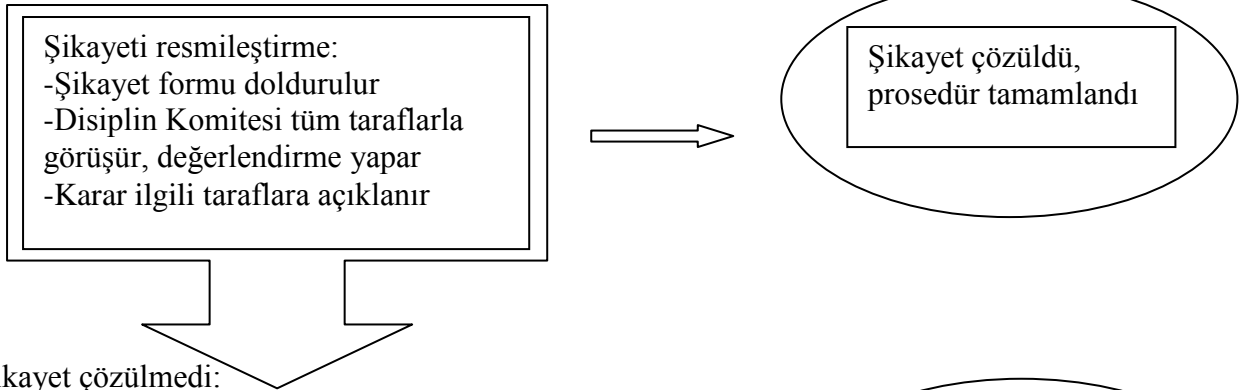 Şikayeti resmileştirme:
-Şikayet formu doldurulur
-Disiplin Komitesi tüm taraflarla
görüşür, değerlendirme yapar
-Karar ilgili taraflara açıklanır
Şikayet çözüldü,
prosedür tamamlandı
ikayet çözülmedi: